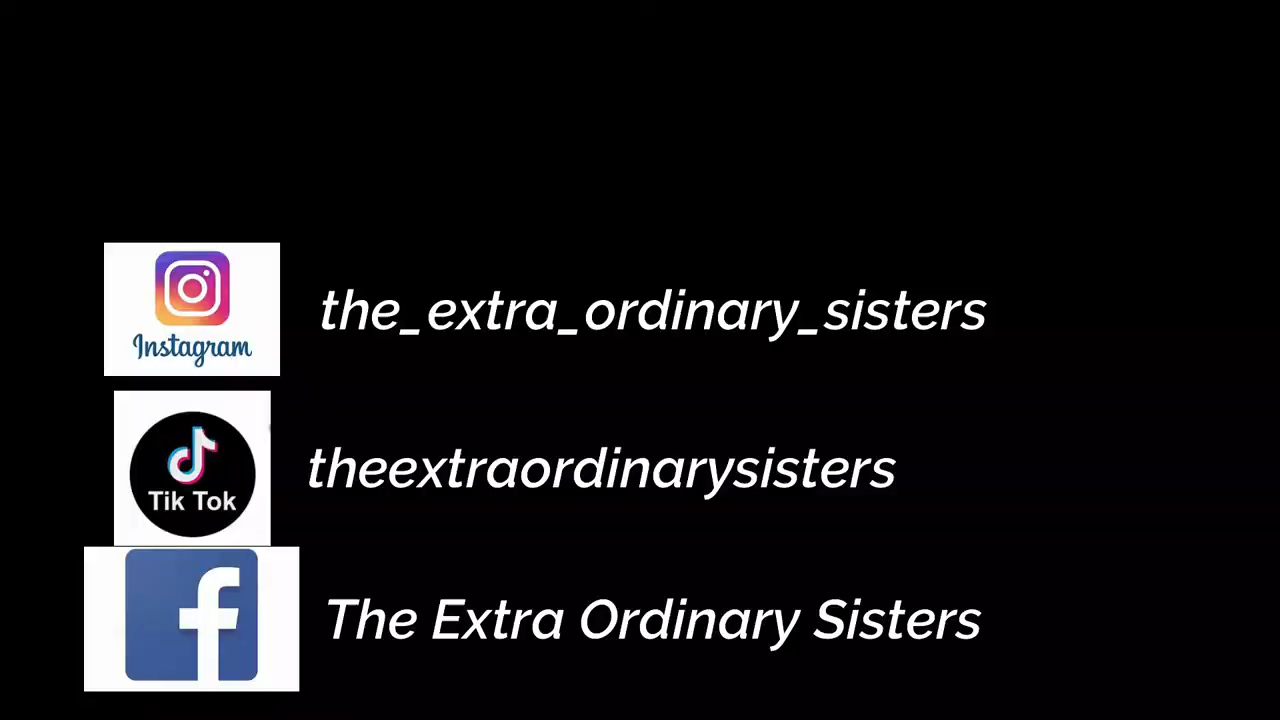 Instagram
the_extra_ordinary_sisters
Tik Tok
theextraordinarysisters
f
The Extra Ordinary Sisters